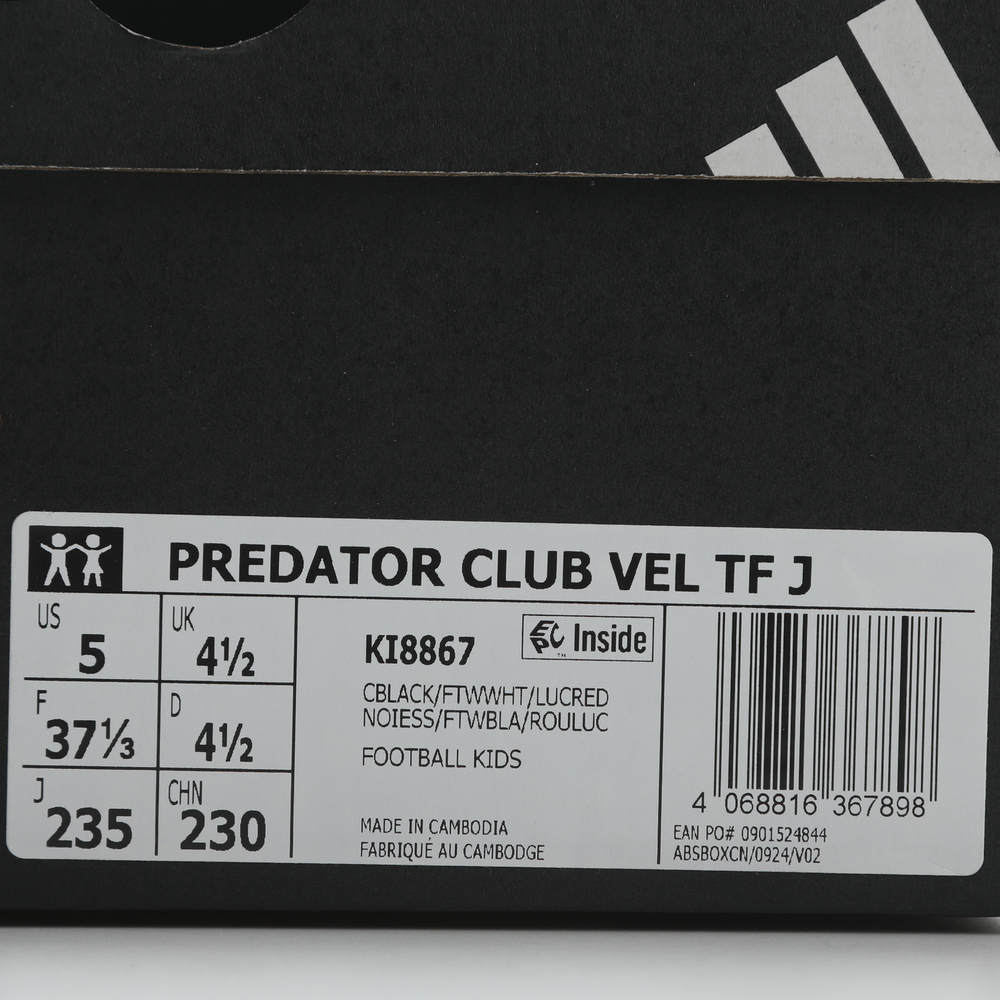 PREDATOR CLUB VEL TF J
US
5
UK
4½
F
37⅓
D
4½
J
235
CHN
230
KI8867
EPC Inside
™
CBLACK/FTWWHT/LUCRED
NOIESS/FTWBLA/ROULUC
FOOTBALL KIDS
MADE IN CAMBODIA
FABRIQUÉ AU CAMBODGE
4 068816 367898
EAN PO# 0901524844
ABSBOXCN/0924/V02